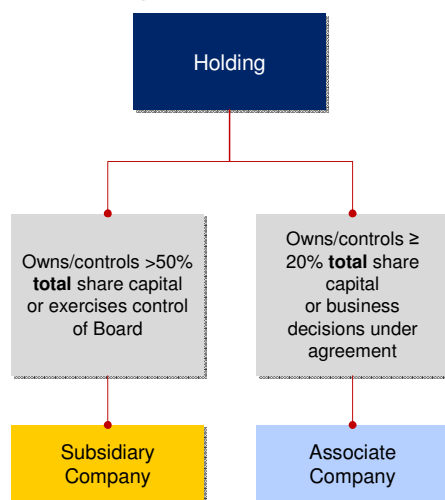 Holding
Owns/controls >50%
total share capital
or exercises control
of Board
Owns/controls ≥
20% total share
capital
or business
decisions under
agreement
Subsidiary
Company
Associate
Company